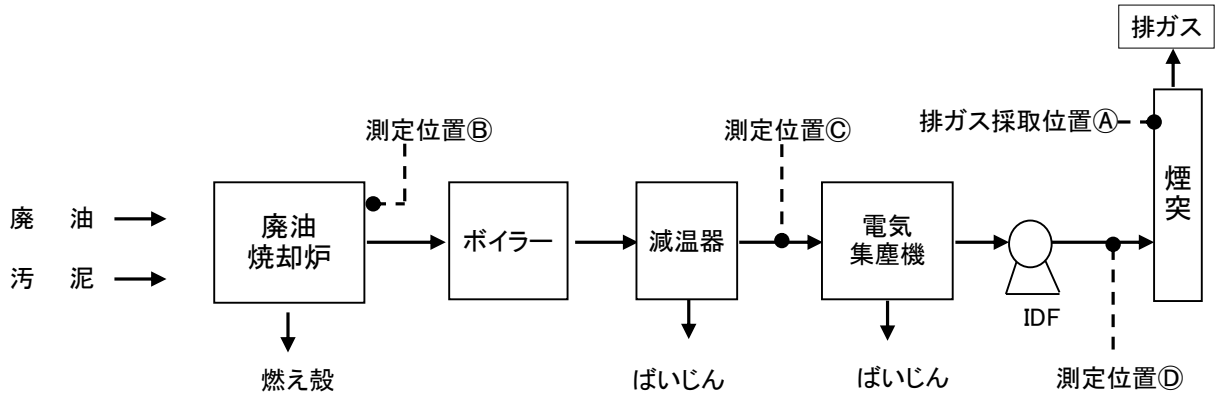 排ガス
測定位置Ⓑ
測定位置Ⓒ
排ガス採取位置Ⓐ
廃　油
汚　泥
廃油
焼却炉
ボイラー
減温器
電気
集塵機
IDF
煙
突
燃え殻
ばいじん
ばいじん
測定位置Ⓓ